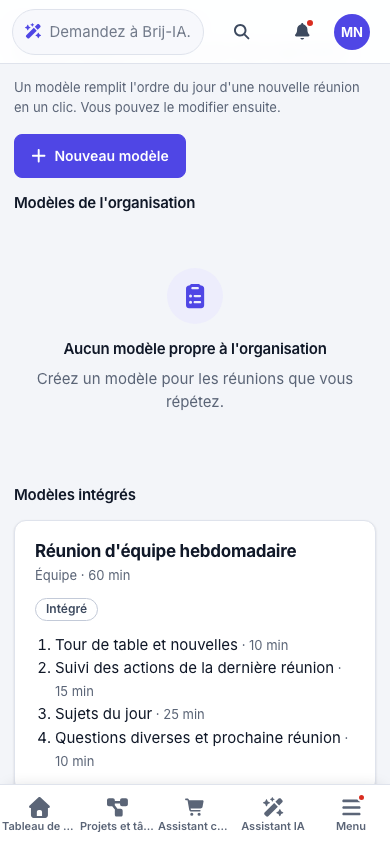 Demandez à Brij-IA.
MN
Un modèle remplit l'ordre du jour d'une nouvelle réunion
en un clic. Vous pouvez le modifier ensuite.
Nouveau modèle
Modèles de l'organisation
Aucun modèle propre à l'organisation
Créez un modèle pour les réunions que vous
répétez.
Modèles intégrés
Réunion d'équipe hebdomadaire
Équipe · 60 min
Intégré
1. Tour de table et nouvelles · 10 min
2. Suivi des actions de la dernière réunion ·
15 min
3. Sujets du jour · 25 min
4. Questions diverses et prochaine réunion ·
10 min
Tableau de ... Projets et tâ... Assistant c... Assistant IA Menu